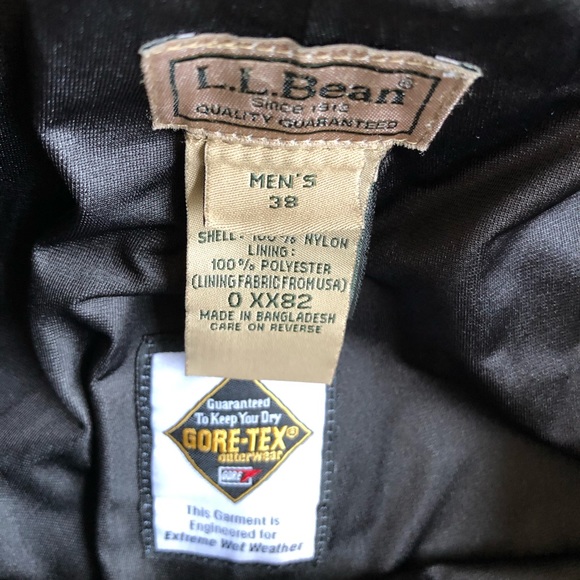 L.L.Bean®
SINCE 1912
QUALITY GUARANTEED
MEN'S
38
SHELL: 100% NYLON
LINING:
100% POLYESTER
(LINING FABRIC FROM USA)
0 XX82
MADE IN BANGLADESH
CARE ON REVERSE
Guaranteed
To Keep You Dry
GORE-TEX®
outerwear
GORE
This Garment is
Engineered for
Extreme Wet Weather